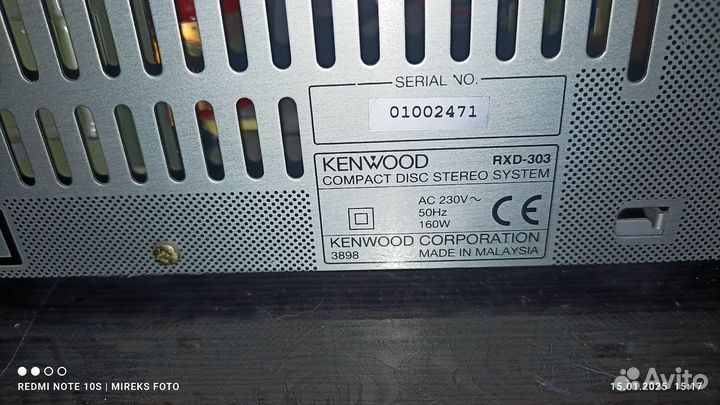 SERIAL NO.
01002471
KENWOOD RXD-303
COMPACT DISC STEREO SYSTEM
AC 230V~
50Hz
160W
CE
KENWOOD CORPORATION
3898 MADE IN MALAYSIA
REDMI NOTE 10S | MIREKS FOTO
15.01.2025 15:17
Avito